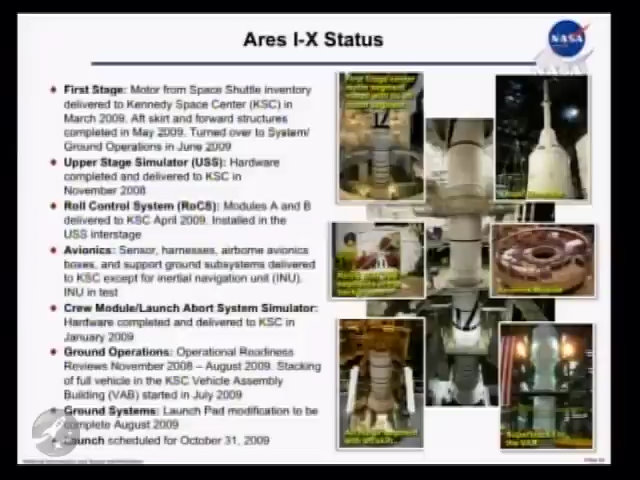 Ares I-X Status
NASA
First Stage: Motor from Space Shuttle inventory
delivered to Kennedy Space Center (KSC) in
March 2009. Aft skirt and forward structures
completed in May 2009. Turned over to System/
Ground Operations in June 2009
Upper Stage Simulator (USS): Hardware
completed and delivered to KSC in
November 2008
Roll Control System (RoCS): Modules A and B
delivered to KSC April 2009. Installed in the
USS interstage
Avionics: Sensor, harnesses, airborne avionics
boxes, and support ground subsystems delivered
to KSC except for inertial navigation unit (INU).
INU in test
Crew Module/Launch Abort System Simulator:
Hardware completed and delivered to KSC in
January 2009
Ground Operations: Operational Readiness
Reviews November 2008 – August 2009. Stacking
of full vehicle in the KSC Vehicle Assembly
Building (VAB) started in July 2009
Ground Systems: Launch Pad modification to be
complete August 2009
Launch scheduled for October 31, 2009
the VAB